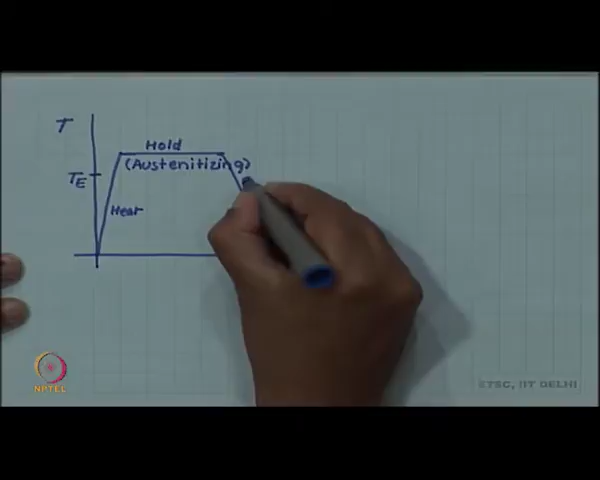 T
Hold
(Austenitizing)
TE
Heat
NPTEL
ETSC, IIT DELHI